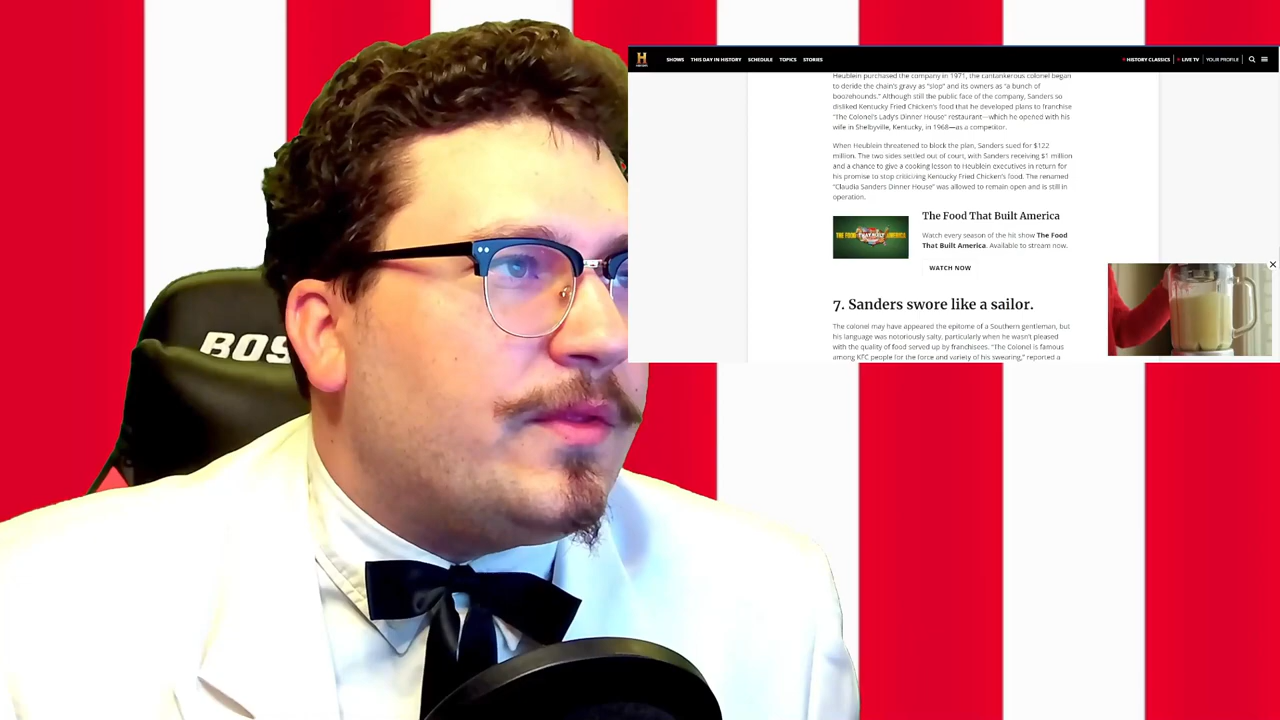 BOS
H
HISTORY
SHOWS THIS DAY IN HISTORY SCHEDULE TOPICS STORIES
HISTORY CLASSICS LIVE TV YOUR PROFILE
Heublein purchased the company in 1971, the cantankerous colonel began
to deride the chain's gravy as "slop" and its owners as "a bunch of
boozehounds." Although still the public face of the company, Sanders so
disliked Kentucky Fried Chicken's food that he developed plans to franchise
"The Colonel's Lady's Dinner House" restaurant—which he opened with his
wife in Shelbyville, Kentucky, in 1968—as a competitor.
When Heublein threatened to block the plan, Sanders sued for $122
million. The two sides settled out of court, with Sanders receiving $1 million
and a chance to give a cooking lesson to Heublein executives in return for
his promise to stop criticizing Kentucky Fried Chicken's food. The renamed
"Claudia Sanders Dinner House" was allowed to remain open and is still in
operation.
THE FOOD THAT BUILT AMERICA
The Food That Built America
Watch every season of the hit show The Food
That Built America. Available to stream now.
WATCH NOW
7. Sanders swore like a sailor.
The colonel may have appeared the epitome of a Southern gentleman, but
his language was notoriously salty, particularly when he wasn't pleased
with the quality of food served up by franchisees. "The Colonel is famous
among KFC people for the force and variety of his swearing," reported a